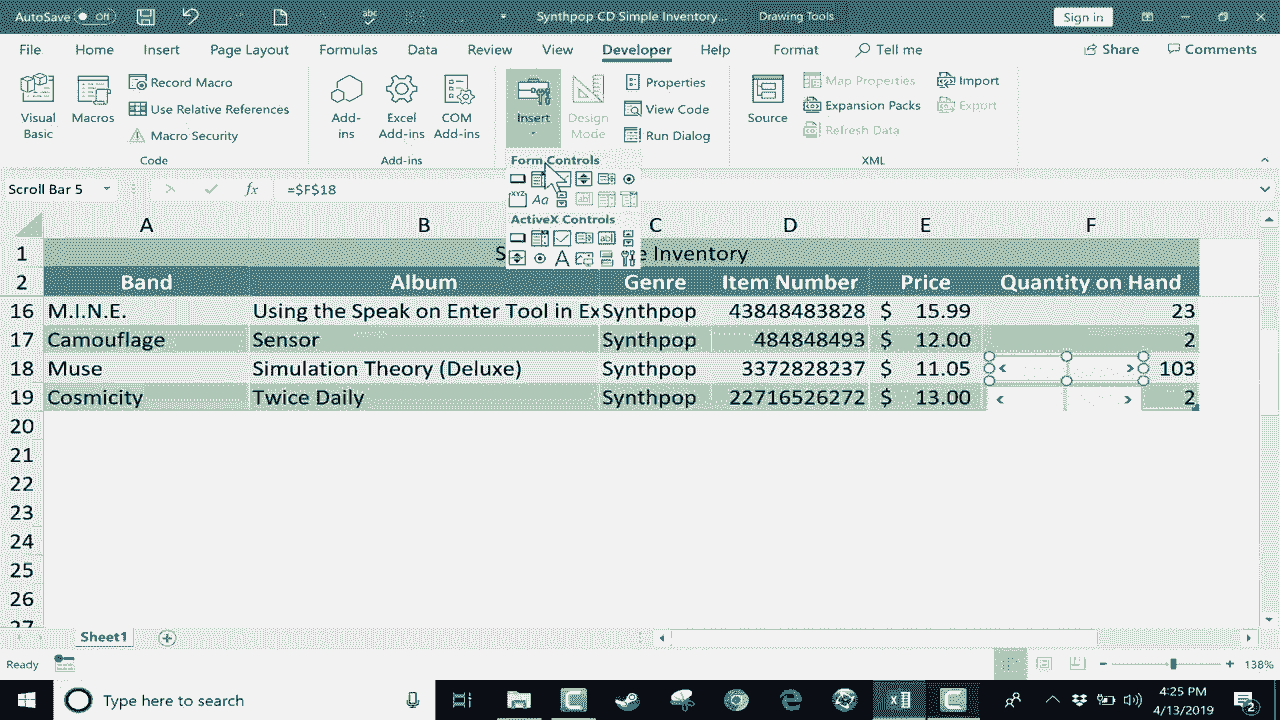 AutoSave Off Synthpop CD Simple Inventory... Drawing Tools Sign in
File Home Insert Page Layout Formulas Data Review View Developer Help Format Tell me Share Comments
Visual Basic Macros Record Macro Use Relative References Macro Security Code
Add-ins Excel Add-ins COM Add-ins Add-ins
Insert Design Mode Properties View Code Run Dialog
Source Map Properties Expansion Packs Refresh Data Import Export XML
Form Controls
XYZ Aa ab|
ActiveX Controls
ab| A
Scroll Bar 5 fx =$F$18
A B C D E F
1 S e Inventory
2 Band Album Genre Item Number Price Quantity on Hand
16 M.I.N.E. Using the Speak on Enter Tool in Ex Synthpop 43848483828 $ 15.99 23
17 Camouflage Sensor Synthpop 484848493 $ 12.00 2
18 Muse Simulation Theory (Deluxe) Synthpop 3372828237 $ 11.05 103
19 Cosmicity Twice Daily Synthpop 22716526272 $ 13.00 2
20
21
22
23
24
25
26
27
Sheet1
Ready 138%
Type here to search 4:25 PM
4/13/2019 2